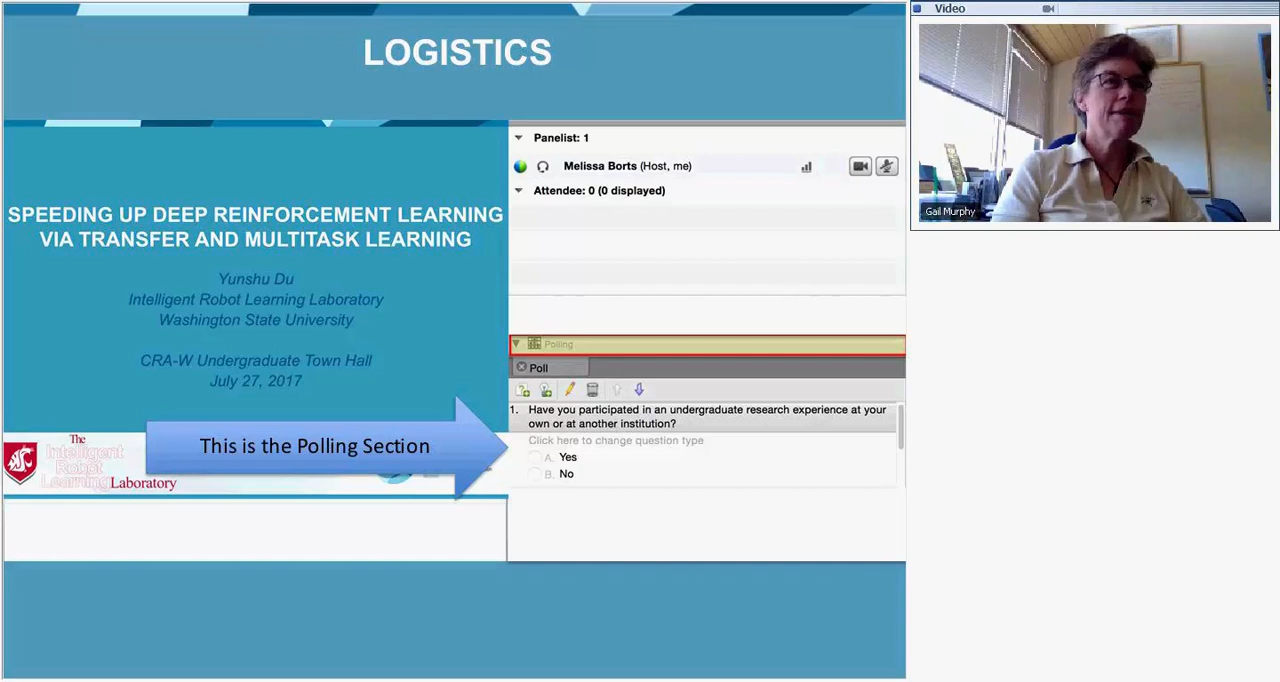 LOGISTICS
SPEEDING UP DEEP REINFORCEMENT LEARNING
VIA TRANSFER AND MULTITASK LEARNING
Yunshu Du
Intelligent Robot Learning Laboratory
Washington State University
CRA-W Undergraduate Town Hall
July 27, 2017
The
Intelligent
Robot
Learning Laboratory
This is the Polling Section
Panelist: 1
Melissa Borts (Host, me)
Attendee: 0 (0 displayed)
Polling
Poll
1. Have you participated in an undergraduate research experience at your
own or at another institution?
Click here to change question type
A. Yes
B. No
Video
Gail Murphy